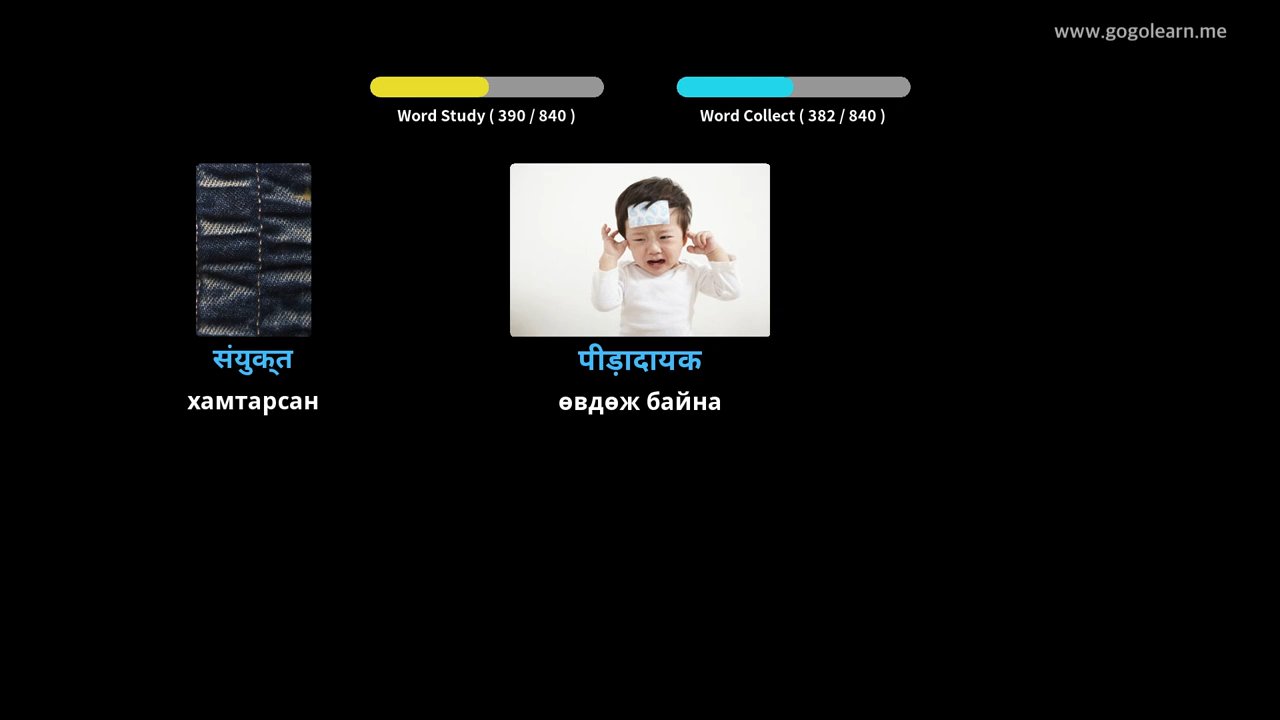 www.gogolearn.me
Word Study ( 390 / 840 )
Word Collect ( 382 / 840 )
संयुक्त
хамтарсан
पीड़ादायक
өвдөж байна